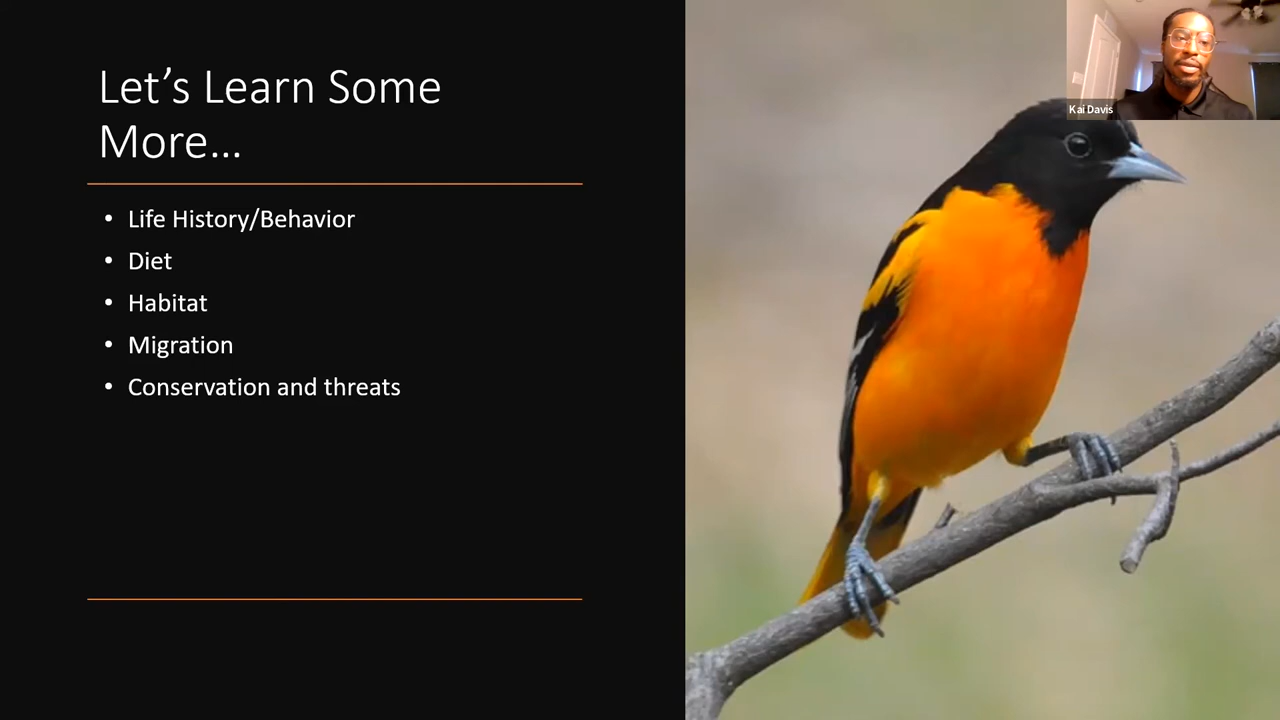 Let’s Learn Some
More…
• Life History/Behavior
• Diet
• Habitat
• Migration
• Conservation and threats
Kai Davis